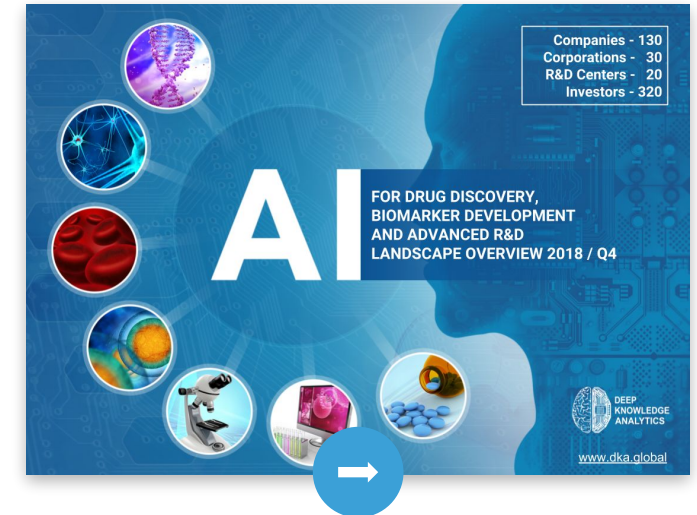 Companies - 130
Corporations - 30
R&D Centers - 20
Investors - 320
AI
FOR DRUG DISCOVERY,
BIOMARKER DEVELOPMENT
AND ADVANCED R&D
LANDSCAPE OVERVIEW 2018 / Q4
DEEP
KNOWLEDGE
ANALYTICS
www.dka.global